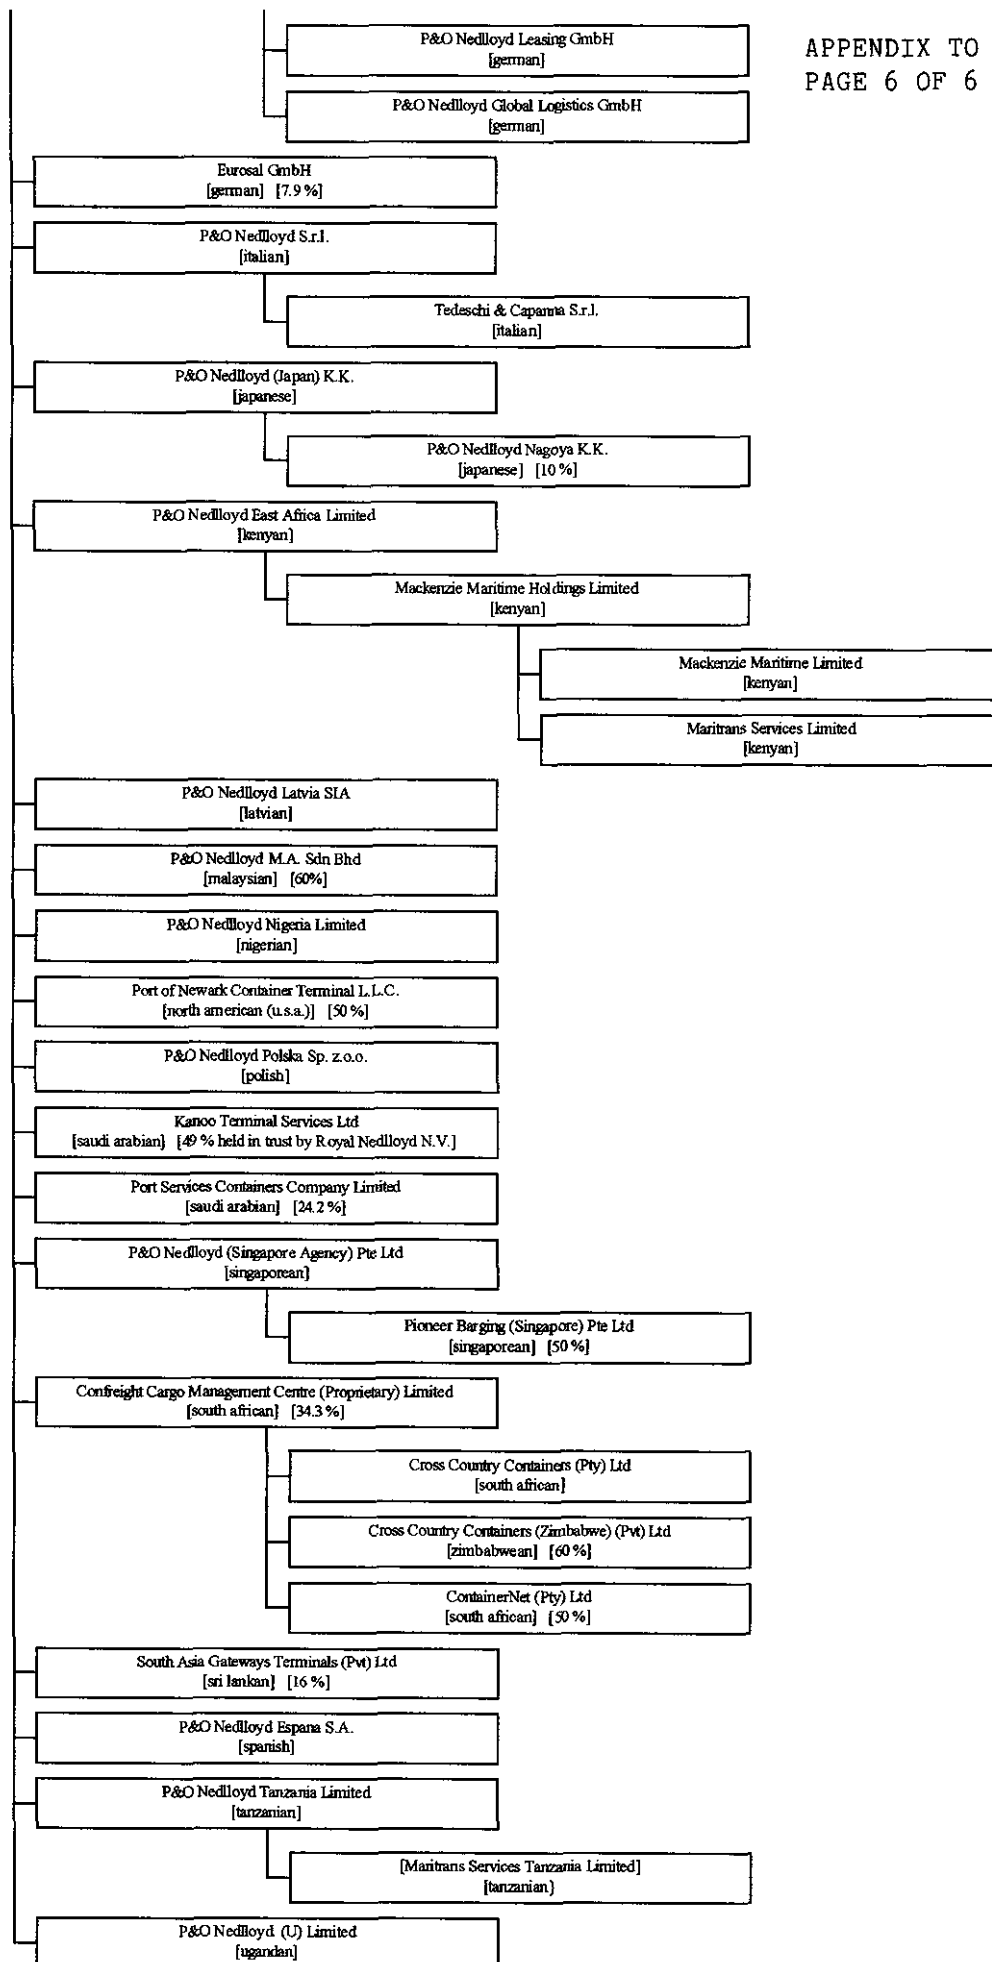 APPENDIX TO
PAGE 6 OF 6
P&O Nedlloyd Leasing GmbH
[german]
P&O Nedlloyd Global Logistics GmbH
[german]
Eurosal GmbH
[german] [7.9%]
P&O Nedlloyd S.r.l.
[italian]
Tedeschi & Capanna S.r.l.
[italian]
P&O Nedlloyd (Japan) K.K.
[japanese]
P&O Nedlloyd Nagoya K.K.
[japanese] [10%]
P&O Nedlloyd East Africa Limited
[kenyan]
Mackenzie Maritime Holdings Limited
[kenyan]
Mackenzie Maritime Limited
[kenyan]
Maritrans Services Limited
[kenyan]
P&O Nedlloyd Latvia SIA
[latvian]
P&O Nedlloyd M.A. Sdn Bhd
[malaysian] [60%]
P&O Nedlloyd Nigeria Limited
[nigerian]
Port of Newark Container Terminal L.L.C.
[north american (u.s.a.)] [50%]
P&O Nedlloyd Polska Sp. z.o.o.
[polish]
Kanoo Terminal Services Ltd
[saudi arabian] [49% held in trust by Royal Nedlloyd N.V.]
Port Services Containers Company Limited
[saudi arabian] [24.2%]
P&O Nedlloyd (Singapore Agency) Pte Ltd
[singaporean]
Pioneer Barging (Singapore) Pte Ltd
[singaporean] [50%]
Confreight Cargo Management Centre (Proprietary) Limited
[south african] [34.3%]
Cross Country Containers (Pty) Ltd
[south african]
Cross Country Containers (Zimbabwe) (Pvt) Ltd
[zimbabwean] [60%]
ContainerNet (Pty) Ltd
[south african] [50%]
South Asia Gateways Terminals (Pvt) Ltd
[sri lankan] [16%]
P&O Nedlloyd Espana S.A.
[spanish]
P&O Nedlloyd Tanzania Limited
[tanzanian]
[Maritrans Services Tanzania Limited]
[tanzanian]
P&O Nedlloyd (U) Limited
[ugandan]